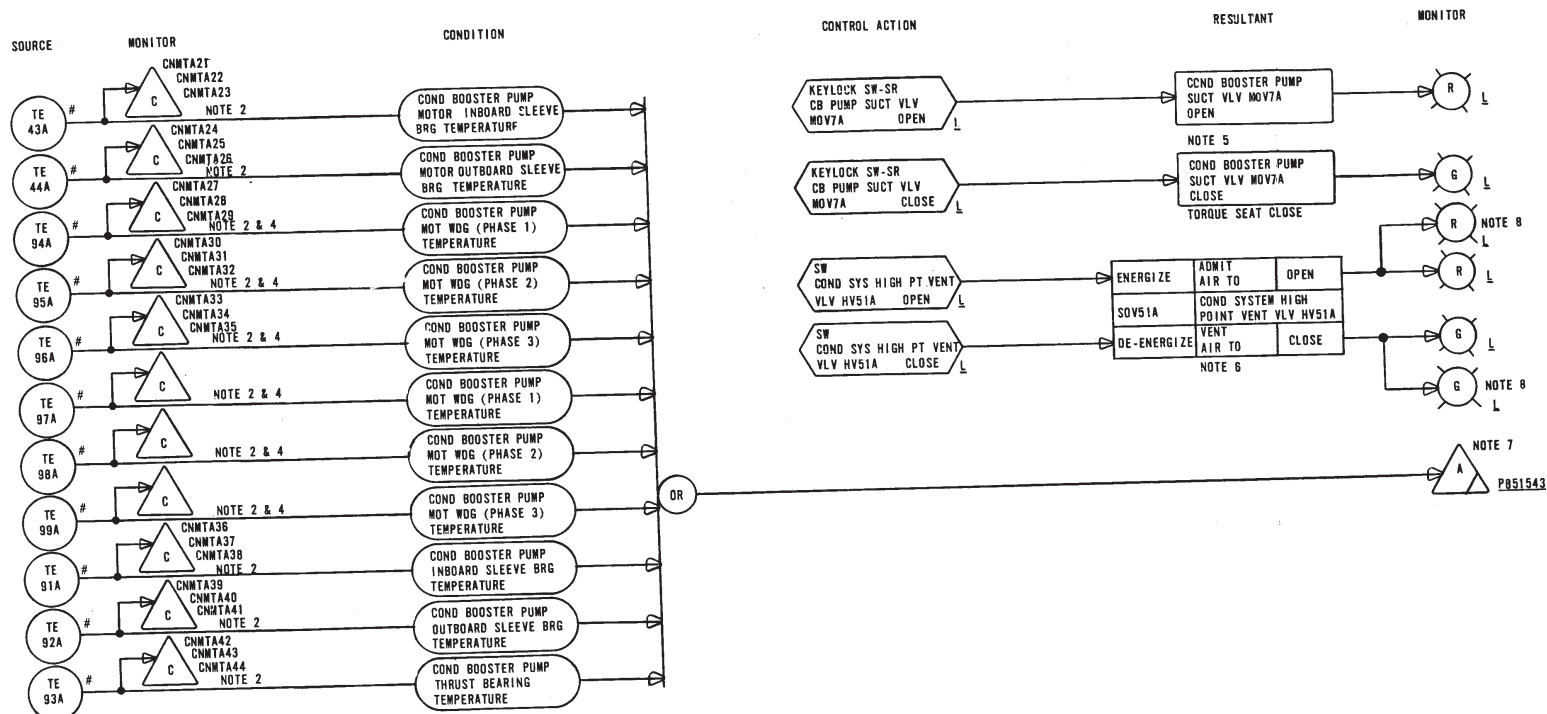 SOURCE
MONITOR
CONDITION
CONTROL ACTION
RESULTANT
MONITOR
TE
43A
#
C
CNMTA21
CNMTA22
CNMTA23
NOTE 2
COND BOOSTER PUMP
MOTOR INBOARD SLEEVE
BRG TEMPERATURE
TE
44A
#
C
CNMTA24
CNMTA25
CNMTA26
NOTE 2
COND BOOSTER PUMP
MOTOR OUTBOARD SLEEVE
BRG TEMPERATURE
TE
94A
#
C
CNMTA27
CNMTA28
CNMTA29
NOTE 2 & 4
COND BOOSTER PUMP
MOT WDG (PHASE 1)
TEMPERATURE
TE
95A
#
C
CNMTA30
CNMTA31
CNMTA32
NOTE 2 & 4
COND BOOSTER PUMP
MOT WDG (PHASE 2)
TEMPERATURE
TE
96A
#
C
CNMTA33
CNMTA34
CNMTA35
NOTE 2 & 4
COND BOOSTER PUMP
MOT WDG (PHASE 3)
TEMPERATURE
TE
97A
#
C
NOTE 2 & 4
COND BOOSTER PUMP
MOT WDG (PHASE 1)
TEMPERATURE
TE
98A
#
C
NOTE 2 & 4
COND BOOSTER PUMP
MOT WDG (PHASE 2)
TEMPERATURE
TE
99A
#
C
NOTE 2 & 4
COND BOOSTER PUMP
MOT WDG (PHASE 3)
TEMPERATURE
TE
91A
#
C
CNMTA36
CNMTA37
CNMTA38
NOTE 2
COND BOOSTER PUMP
INBOARD SLEEVE BRG
TEMPERATURE
TE
92A
#
C
CNMTA39
CNMTA40
CNMTA41
NOTE 2
COND BOOSTER PUMP
OUTBOARD SLEEVE BRG
TEMPERATURE
TE
93A
#
C
CNMTA42
CNMTA43
CNMTA44
NOTE 2
COND BOOSTER PUMP
THRUST BEARING
TEMPERATURE
OR
KEYLOCK SW-SR
CB PUMP SUCT VLV
MOV7A OPEN
L
COND BOOSTER PUMP
SUCT VLV MOV7A
OPEN
R
L
NOTE 5
KEYLOCK SW-SR
CB PUMP SUCT VLV
MOV7A CLOSE
L
COND BOOSTER PUMP
SUCT VLV MOV7A
CLOSE
TORQUE SEAT CLOSE
G
L
SW
COND SYS HIGH PT VENT
VLV HV51A OPEN
L
ENERGIZE
ADMIT
AIR TO
OPEN
R
NOTE 8
L
R
L
SOV51A
COND SYSTEM HIGH
POINT VENT VLV HV51A
SW
COND SYS HIGH PT VENT
VLV HV51A CLOSE
L
DE-ENERGIZE
VENT
AIR TO
CLOSE
NOTE 6
G
L
G
NOTE 8
L
A
NOTE 7
P851543